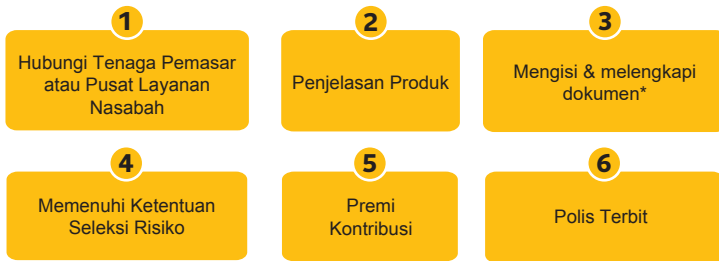 1
Hubungi Tenaga Pemasar
atau Pusat Layanan
Nasabah
2
Penjelasan Produk
3
Mengisi & melengkapi
dokumen*
4
Memenuhi Ketentuan
Seleksi Risiko
5
Premi
Kontribusi
6
Polis Terbit